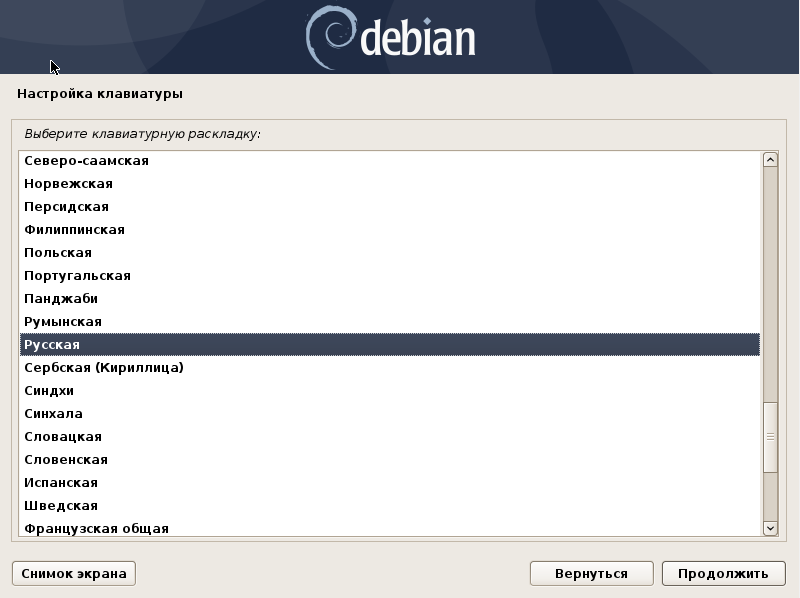 debian
Настройка клавиатуры
Выберите клавиатурную раскладку:
Северо-саамская
Норвежская
Персидская
Филиппинская
Польская
Португальская
Панджаби
Румынская
Русская
Сербская (Кириллица)
Синдхи
Синхала
Словацкая
Словенская
Испанская
Шведская
Французская общая
Снимок экрана
Вернуться
Продолжить